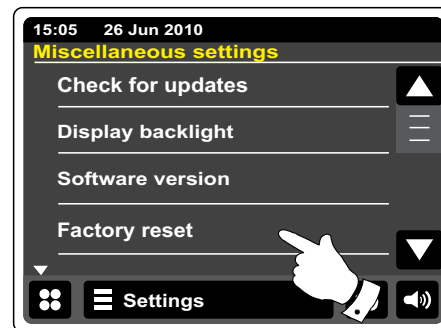 15:05 26 Jun 2010
Miscellaneous settings
Check for updates
Display backlight
Software version
Factory reset
Settings